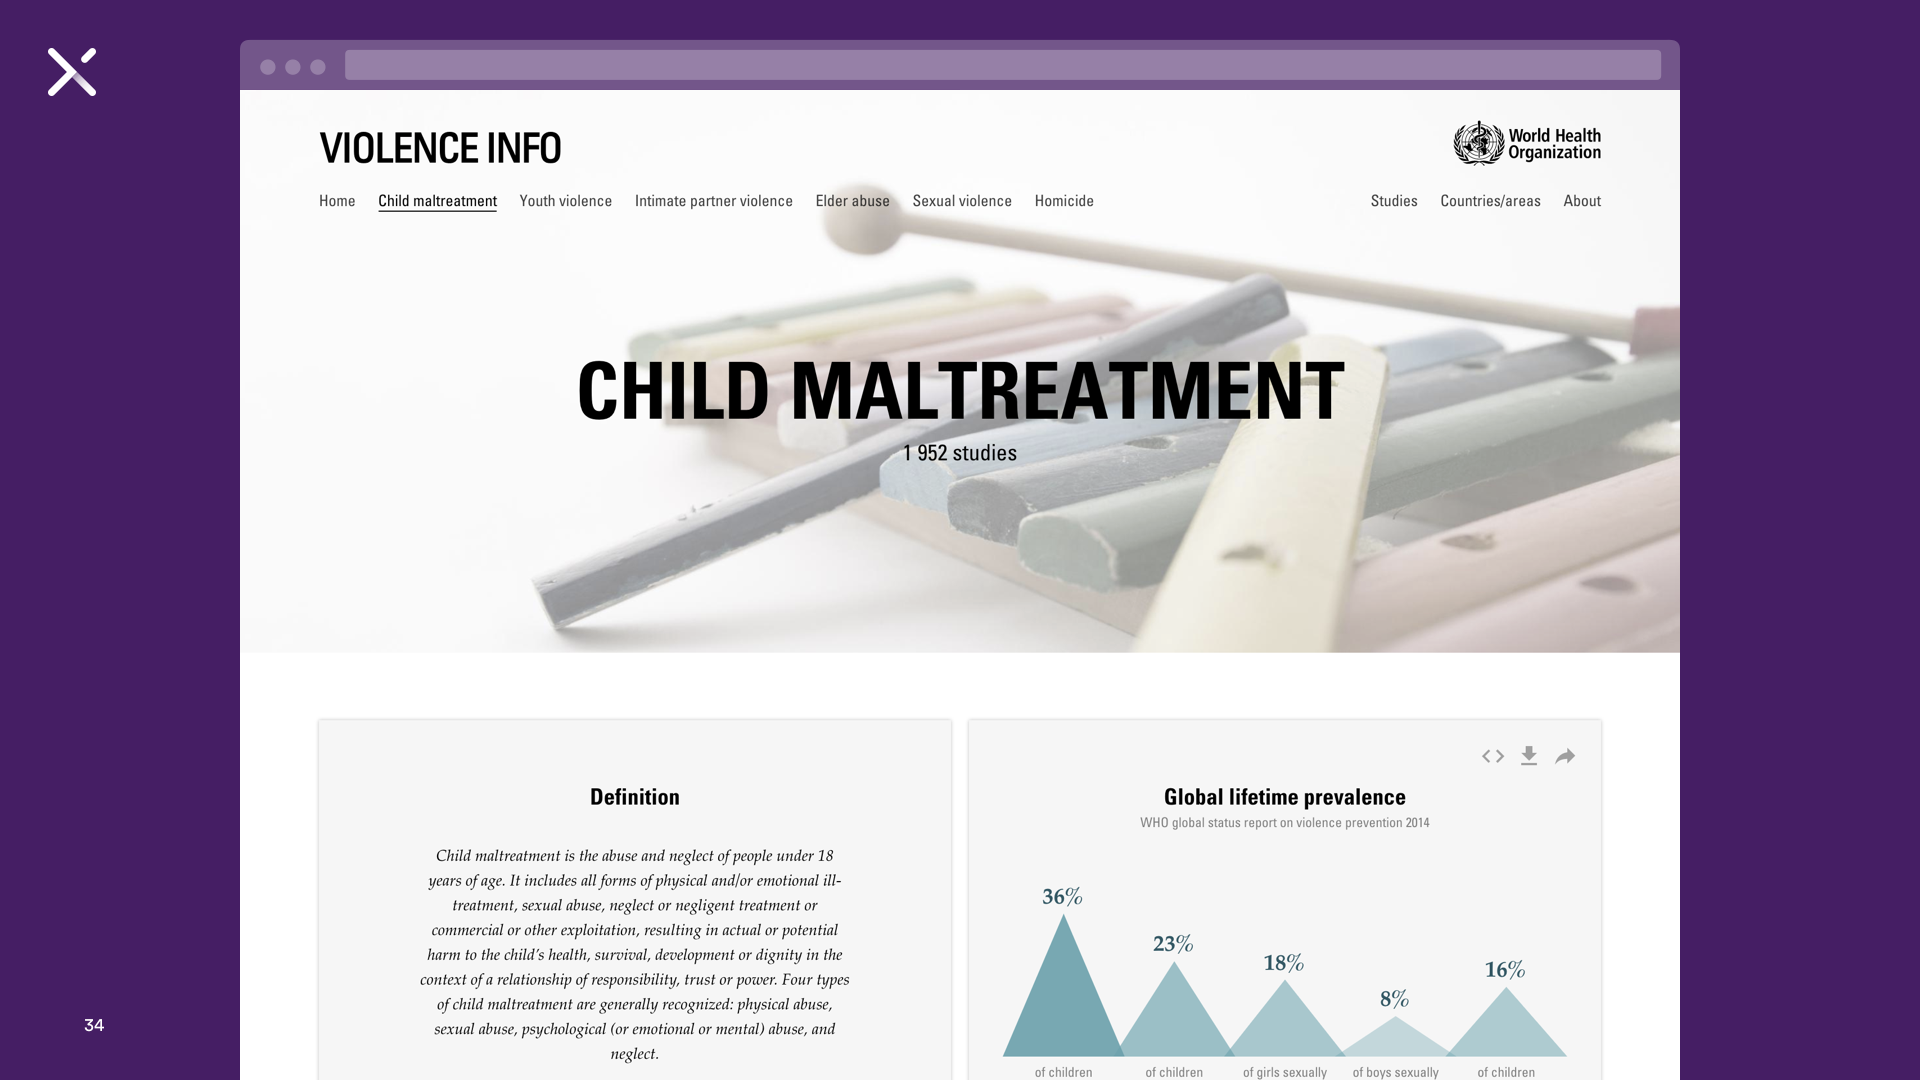 VIOLENCE INFO
World Health
Organization
Home Child maltreatment Youth violence Intimate partner violence Elder abuse Sexual violence Homicide Studies Countries/areas About
CHILD MALTREATMENT
1 952 studies
Definition
Child maltreatment is the abuse and neglect of people under 18
years of age. It includes all forms of physical and/or emotional ill-
treatment, sexual abuse, neglect or negligent treatment or
commercial or other exploitation, resulting in actual or potential
harm to the child’s health, survival, development or dignity in the
context of a relationship of responsibility, trust or power. Four types
of child maltreatment are generally recognized: physical abuse,
sexual abuse, psychological (or emotional or mental) abuse, and
neglect.
Global lifetime prevalence
WHO global status report on violence prevention 2014
36%
23%
18%
8%
16%
of children
of children
of girls sexually
of boys sexually
of children
34